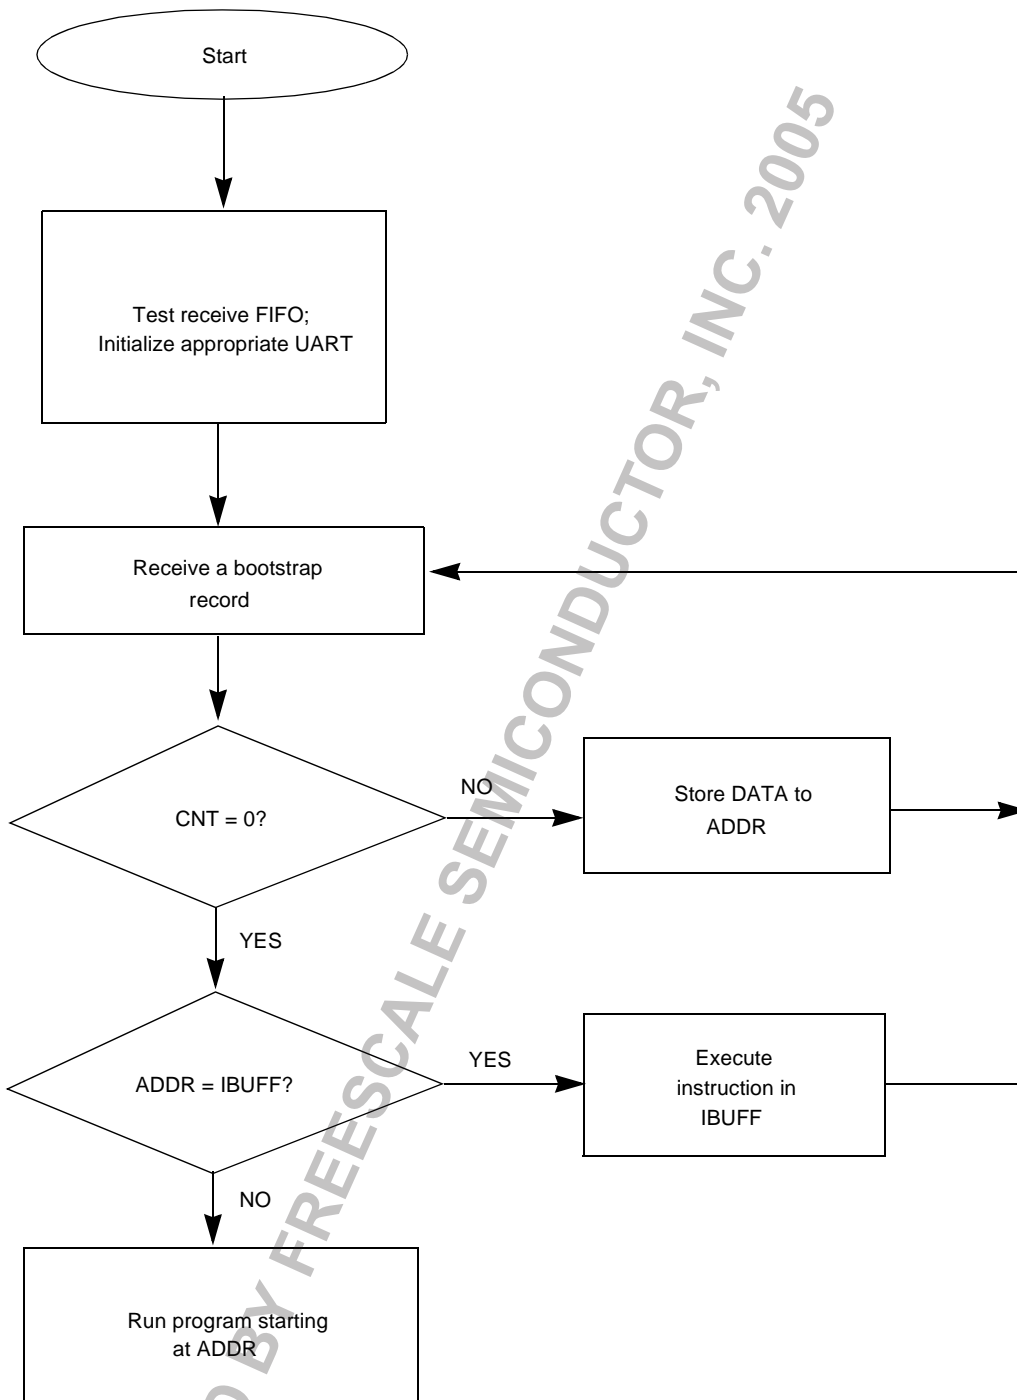 Start
Test receive FIFO;
Initialize appropriate UART
Receive a bootstrap
record
CNT = 0?
NO
Store DATA to
ADDR
YES
ADDR = IBUFF?
YES
Execute
instruction in
IBUFF
NO
Run program starting
at ADDR
BY FREESCALE SEMICONDUCTOR, INC. 2005